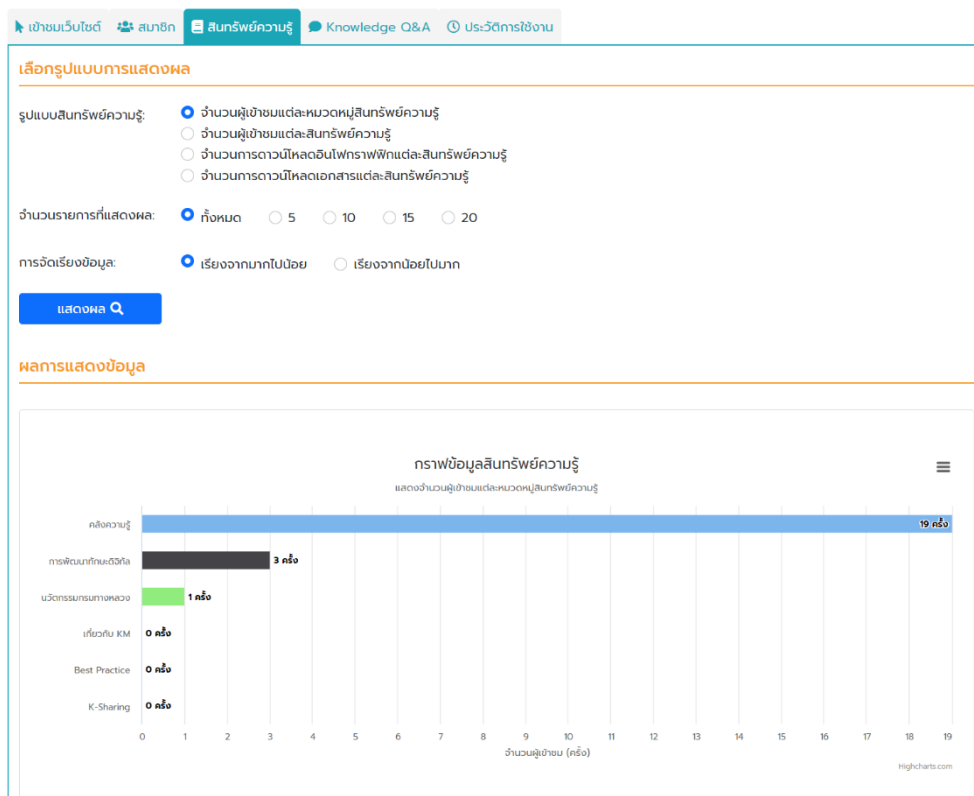 เข้าชมเว็บไซต์ สมาชิก สินทรัพย์ความรู้ Knowledge Q&A ประวัติการใช้งาน
เลือกรูปแบบการแสดงผล
รูปแบบสินทรัพย์ความรู้: จำนวนผู้เข้าชมแต่ละหมวดหมู่สินทรัพย์ความรู้
จำนวนผู้เข้าชมแต่ละสินทรัพย์ความรู้
จำนวนการดาวน์โหลดอินโฟกราฟฟิกแต่ละสินทรัพย์ความรู้
จำนวนการดาวน์โหลดเอกสารแต่ละสินทรัพย์ความรู้
จำนวนรายการที่แสดงผล: ทั้งหมด 5 10 15 20
การจัดเรียงข้อมูล: เรียงจากมากไปน้อย เรียงจากน้อยไปมาก
แสดงผล
ผลการแสดงข้อมูล
กราฟข้อมูลสินทรัพย์ความรู้
แสดงจำนวนผู้เข้าชมแต่ละหมวดหมู่สินทรัพย์ความรู้
คลังความรู้ 19 ครั้ง
การพัฒนาทักษะดิจิทัล 3 ครั้ง
นวัตกรรมกรมทางหลวง 1 ครั้ง
เกี่ยวกับ KM 0 ครั้ง
Best Practice 0 ครั้ง
K-Sharing 0 ครั้ง
0 1 2 3 4 5 6 7 8 9 10 11 12 13 14 15 16 17 18 19
จำนวนผู้เข้าชม (ครั้ง)
Highcharts.com